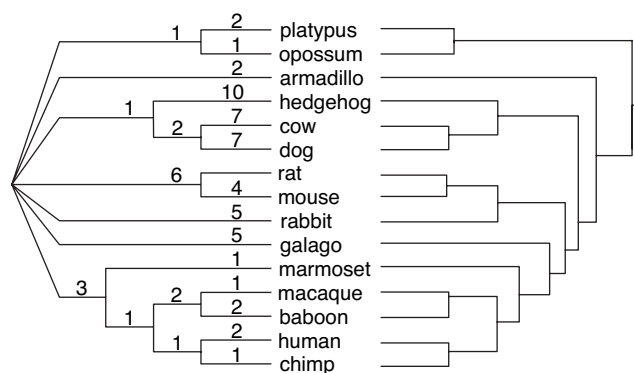 2 platypus
1
1 opossum
2 armadillo
10 hedgehog
1
7 cow
2
7 dog
rat
6
4 mouse
5 rabbit
5 galago
3
1 marmoset
1 macaque
2
2 baboon
1
2 human
1
1 chimp